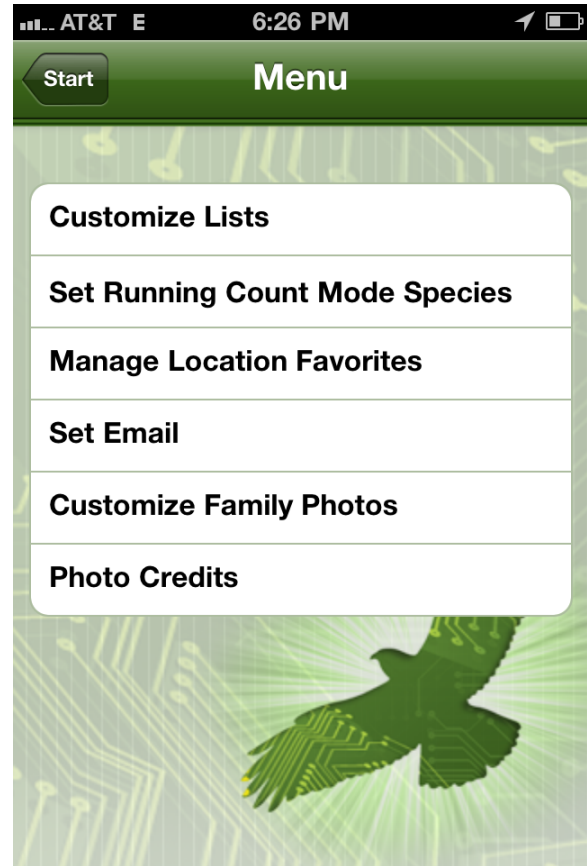 AT&T E 6:26 PM
Start Menu
Customize Lists
Set Running Count Mode Species
Manage Location Favorites
Set Email
Customize Family Photos
Photo Credits